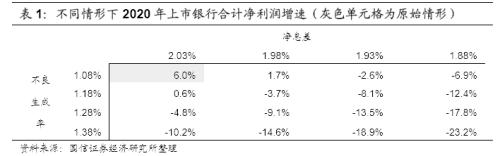 表 1：不同情形下 2020 年上市银行合计净利润增速（灰色单元格为原始情形）
净息差
2.03% 1.98% 1.93% 1.88%
不良 1.08% 6.0% 1.7% -2.6% -6.9%
生成 1.18% 0.6% -3.7% -8.1% -12.4%
率 1.28% -4.8% -9.1% -13.5% -17.8%
1.38% -10.2% -14.6% -18.9% -23.2%
资料来源：国信证券经济研究所整理